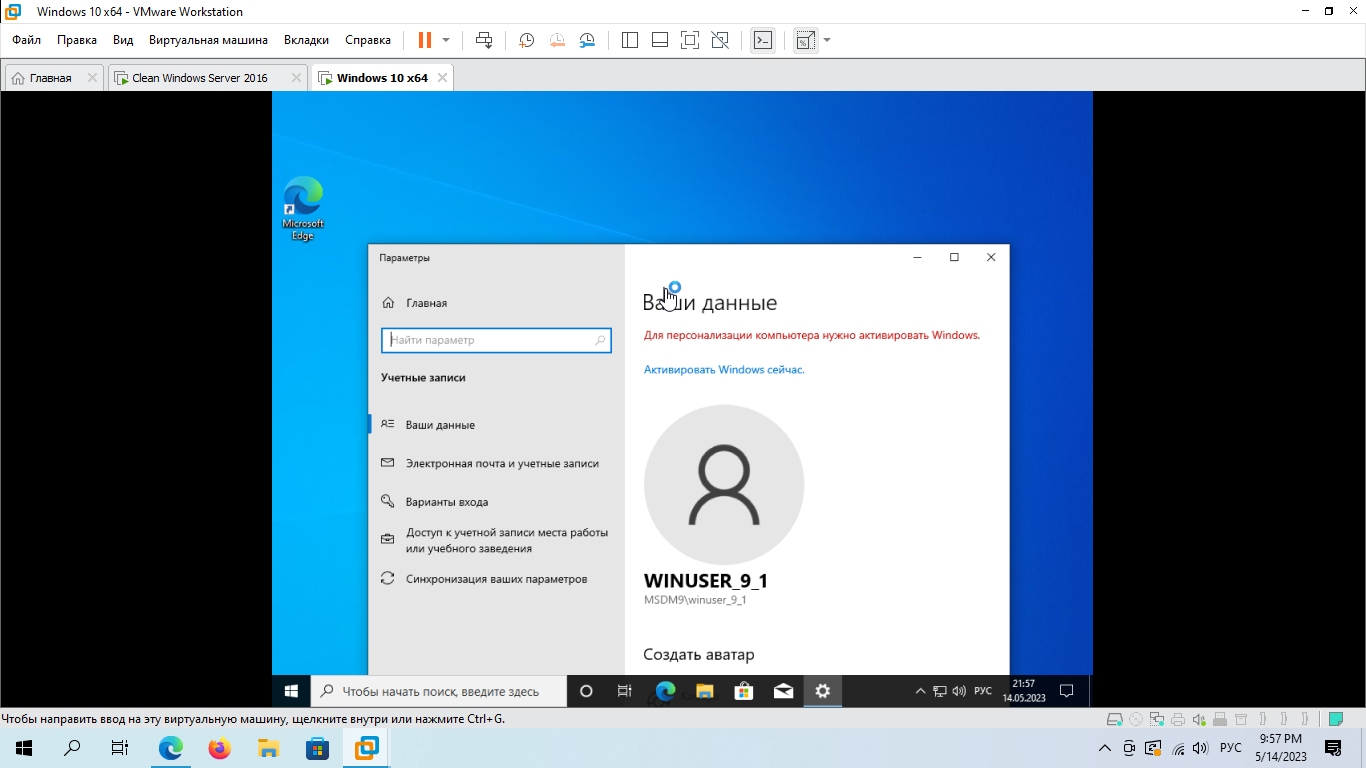 Windows 10 x64 - VMware Workstation
Файл Правка Вид Виртуальная машина Вкладки Справка
Главная Clean Windows Server 2016 Windows 10 x64
Microsoft
Edge
Параметры
Главная
Найти параметр
Учетные записи
Ваши данные
Электронная почта и учетные записи
Варианты входа
Доступ к учетной записи места работы
или учебного заведения
Синхронизация ваших параметров
Ваши данные
Для персонализации компьютера нужно активировать Windows.
Активировать Windows сейчас.
WINUSER_9_1
MSDM9\winuser_9_1
Создать аватар
Чтобы начать поиск, введите здесь
РУС
21:57
14.05.2023
Чтобы направить ввод на эту виртуальную машину, щелкните внутри или нажмите Ctrl+G.
РУС
9:57 PM
5/14/2023